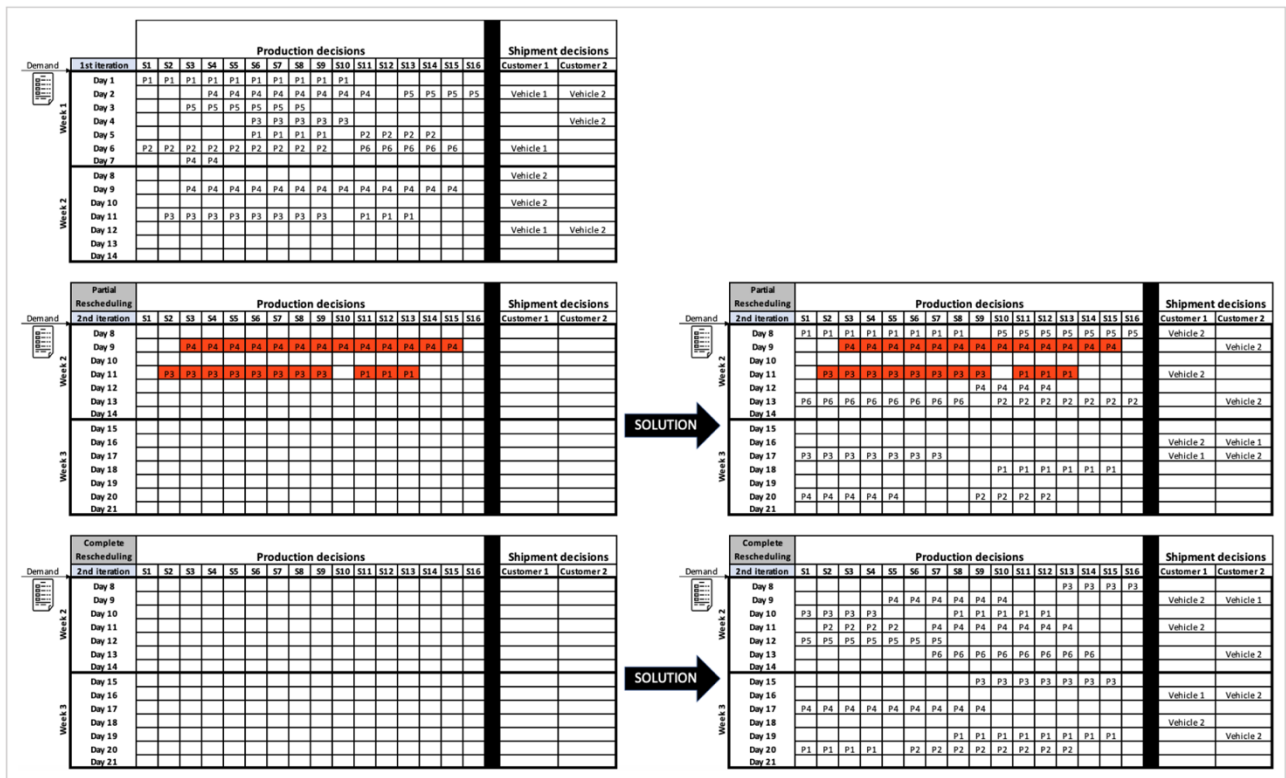 Production decisions Shipment decisions
Demand 1st iteration S1 S2 S3 S4 S5 S6 S7 S8 S9 S10 S11 S12 S13 S14 S15 S16 Customer 1 Customer 2
Week 1
Day 1 P1 P1 P1 P1 P1 P1 P1 P1 P1 P1
Day 2 P4 P4 P4 P4 P4 P4 P4 P4 P5 P5 P5 P5 Vehicle 1 Vehicle 2
Day 3 P5 P5 P5 P5 P5 P5
Day 4 P3 P3 P3 P3 P3 Vehicle 2
Day 5 P1 P1 P1 P1 P2 P2 P2 P2
Day 6 P2 P2 P2 P2 P2 P2 P2 P2 P2 P6 P6 P6 P6 P6 Vehicle 1
Day 7 P4 P4
Week 2
Day 8 Vehicle 2
Day 9 P4 P4 P4 P4 P4 P4 P4 P4 P4 P4 P4 P4 P4
Day 10 Vehicle 2
Day 11 P3 P3 P3 P3 P3 P3 P3 P3 P1 P1 P1
Day 12 Vehicle 1 Vehicle 2
Day 13
Day 14
Partial
Rescheduling Production decisions Shipment decisions
Demand 2nd iteration S1 S2 S3 S4 S5 S6 S7 S8 S9 S10 S11 S12 S13 S14 S15 S16 Customer 1 Customer 2
Week 2
Day 8
Day 9 P4 P4 P4 P4 P4 P4 P4 P4 P4 P4 P4 P4 P4
Day 10
Day 11 P3 P3 P3 P3 P3 P3 P3 P3 P1 P1 P1
Day 12
Day 13
Day 14
Week 3
Day 15
Day 16
Day 17
Day 18
Day 19
Day 20
Day 21
SOLUTION
Partial
Rescheduling Production decisions Shipment decisions
Demand 2nd iteration S1 S2 S3 S4 S5 S6 S7 S8 S9 S10 S11 S12 S13 S14 S15 S16 Customer 1 Customer 2
Week 2
Day 8 P1 P1 P1 P1 P1 P1 P1 P1 P5 P5 P5 P5 P5 P5 P5 Vehicle 2
Day 9 P4 P4 P4 P4 P4 P4 P4 P4 P4 P4 P4 P4 P4 Vehicle 2
Day 10
Day 11 P3 P3 P3 P3 P3 P3 P3 P3 P1 P1 P1 Vehicle 2
Day 12 P4 P4 P4 P4
Day 13 P6 P6 P6 P6 P6 P6 P6 P6 P2 P2 P2 P2 P2 P2 P2 Vehicle 2
Day 14
Week 3
Day 15
Day 16 Vehicle 2 Vehicle 1
Day 17 P3 P3 P3 P3 P3 P3 P3 Vehicle 1 Vehicle 2
Day 18 P1 P1 P1 P1 P1 P1
Day 19
Day 20 P4 P4 P4 P4 P4 P2 P2 P2 P2
Day 21
Complete
Rescheduling Production decisions Shipment decisions
Demand 2nd iteration S1 S2 S3 S4 S5 S6 S7 S8 S9 S10 S11 S12 S13 S14 S15 S16 Customer 1 Customer 2
Week 2
Day 8
Day 9
Day 10
Day 11
Day 12
Day 13
Day 14
Week 3
Day 15
Day 16
Day 17
Day 18
Day 19
Day 20
Day 21
SOLUTION
Complete
Rescheduling Production decisions Shipment decisions
Demand 2nd iteration S1 S2 S3 S4 S5 S6 S7 S8 S9 S10 S11 S12 S13 S14 S15 S16 Customer 1 Customer 2
Week 2
Day 8 P3 P3 P3 P3
Day 9 P4 P4 P4 P4 P4 P4 Vehicle 2 Vehicle 1
Day 10 P3 P3 P3 P3 P1 P1 P1 P1 P1
Day 11 P2 P2 P2 P2 P4 P4 P4 P4 P4 P4 P4 Vehicle 2
Day 12 P5 P5 P5 P5 P5 P5 P5
Day 13 P6 P6 P6 P6 P6 P6 P6 P6 Vehicle 2
Day 14
Week 3
Day 15 P3 P3 P3 P3 P3 P3 P3
Day 16 Vehicle 1 Vehicle 2
Day 17 P4 P4 P4 P4 P4 P4 P4 P4 P4
Day 18 Vehicle 2
Day 19 P1 P1 P1 P1 P1 P1 P1 P1 Vehicle 2
Day 20 P1 P1 P1 P1 P2 P2 P2 P2 P2 P2 P2 P2
Day 21